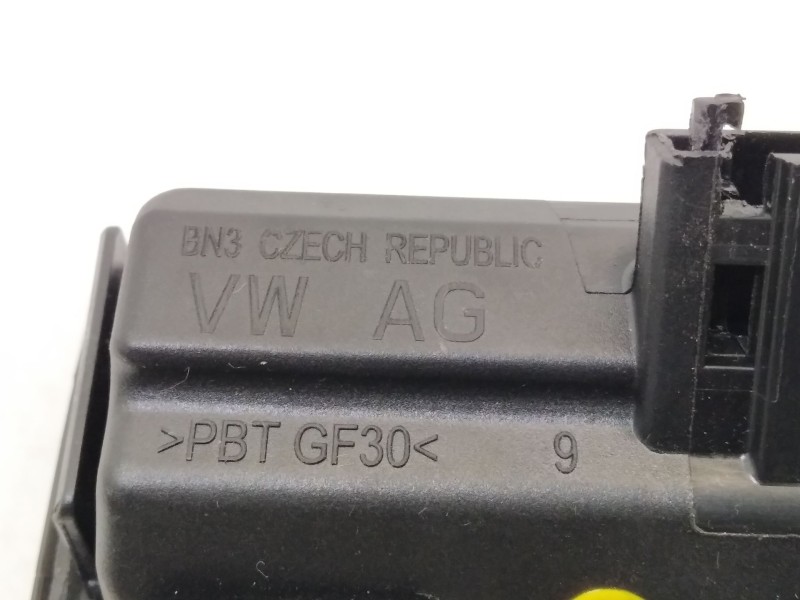 BN3 CZECH REPUBLIC
VW AG
>PBT GF30< 9